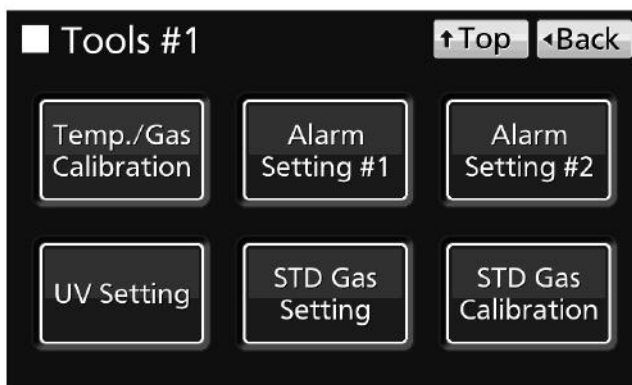 Tools #1
↑Top
◂Back
Temp./Gas
Calibration
Alarm
Setting #1
Alarm
Setting #2
UV Setting
STD Gas
Setting
STD Gas
Calibration